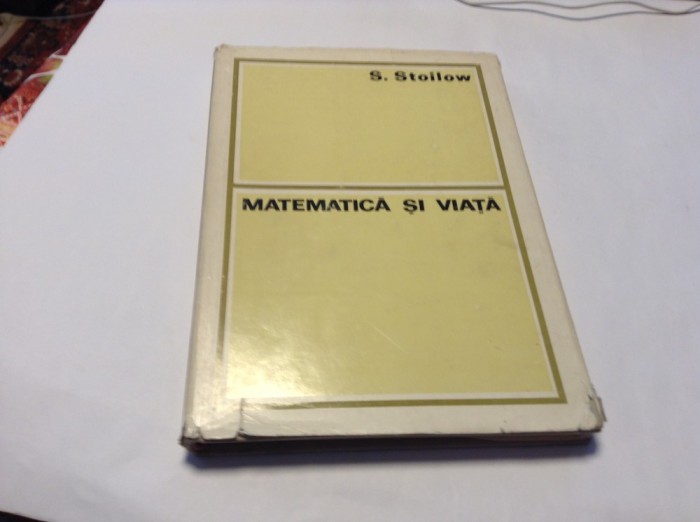 S. Stoilow
MATEMATICĂ ȘI VIAȚĂ